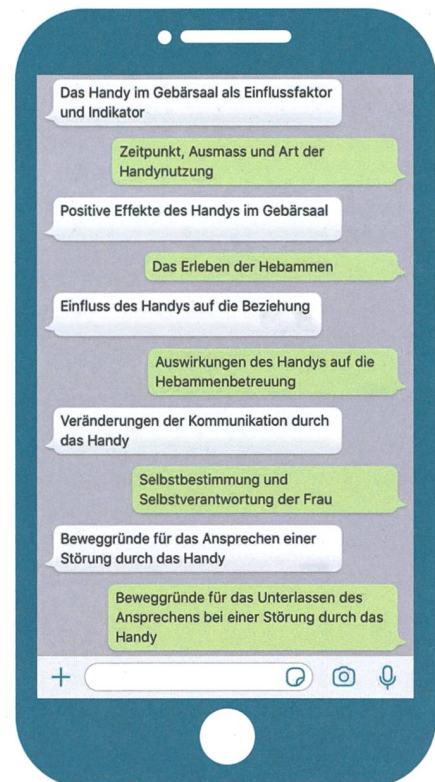 Das Handy im Gebärsaal als Einflussfaktor
und Indikator
Zeitpunkt, Ausmass und Art der
Handynutzung
Positive Effekte des Handys im Gebärsaal
Das Erleben der Hebammen
Einfluss des Handys auf die Beziehung
Auswirkungen des Handys auf die
Hebammenbetreuung
Veränderungen der Kommunikation durch
das Handy
Selbstbestimmung und
Selbstverantwortung der Frau
Beweggründe für das Ansprechen einer
Störung durch das Handy
Beweggründe für das Unterlassen des
Ansprechens bei einer Störung durch das
Handy